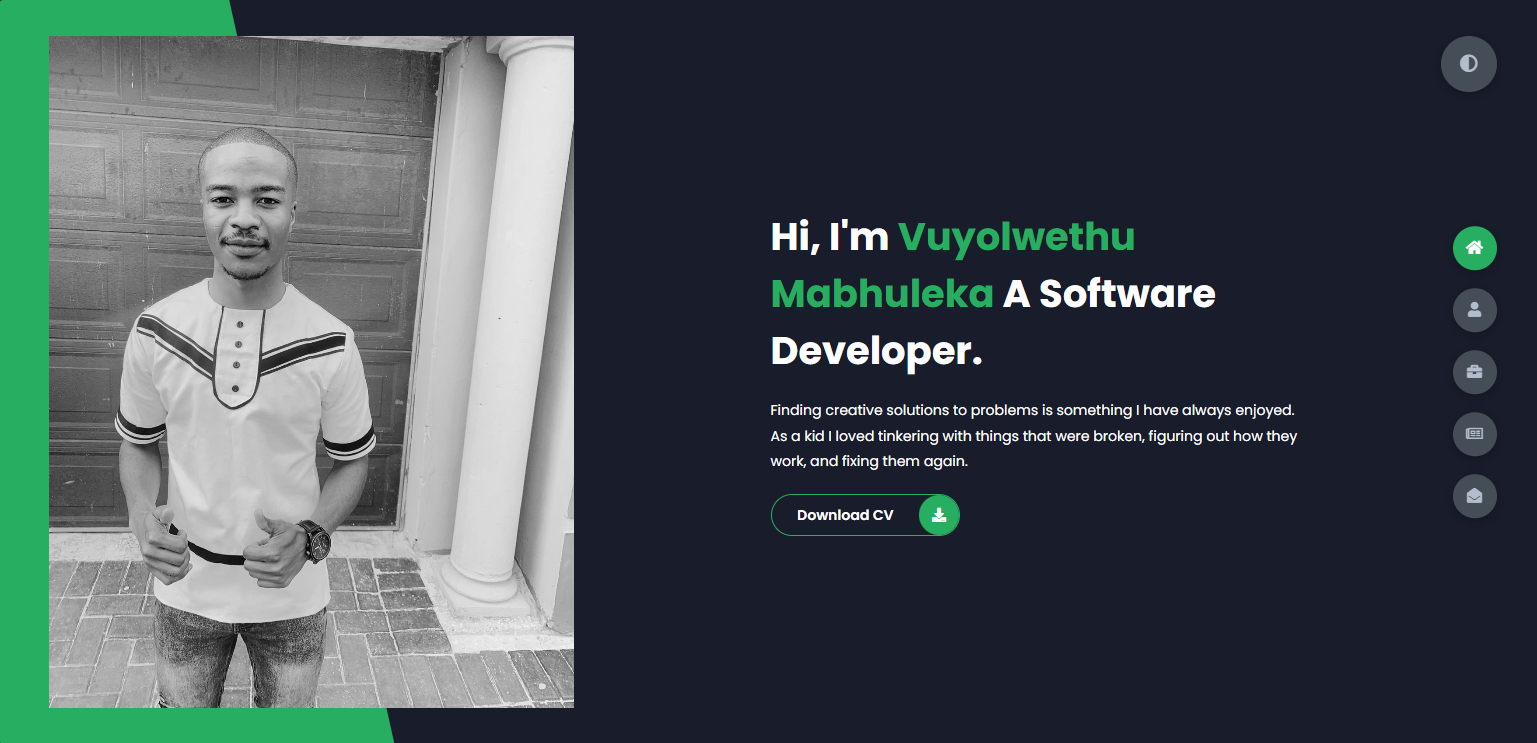 Hi, I'm Vuyolwethu
Mabhuleka A Software
Developer.
Finding creative solutions to problems is something I have always enjoyed.
As a kid I loved tinkering with things that were broken, figuring out how they
work, and fixing them again.
Download CV